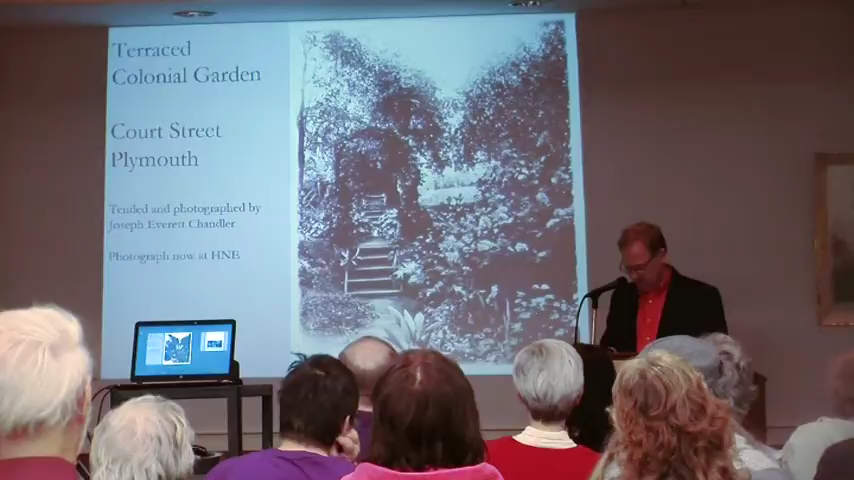 Terraced
Colonial Garden
Court Street
Plymouth
Tended and photographed by
Joseph Everett Chandler
Photograph now at HNE